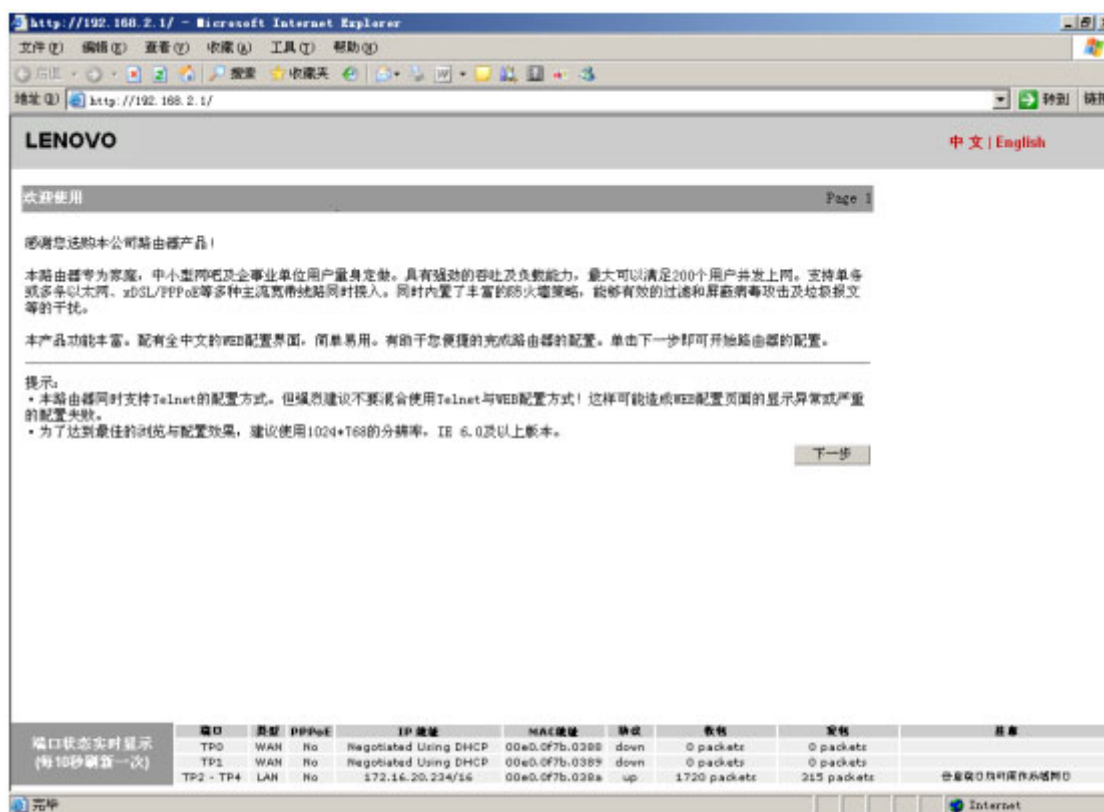 http://192.168.2.1/ - Microsoft Internet Explorer
文件(F) 编辑(E) 查看(V) 收藏(A) 工具(T) 帮助(H)
后退 搜索 收藏夹
地址(D) http://192.168.2.1/ 转到 链接
LENOVO 中 文 | English
欢迎使用 Page 1
感谢您选购本公司路由器产品！
本路由器专为家庭，中小型网吧及企事业单位用户量身定做。具有强劲的吞吐及负载能力，最大可以满足200个用户并发上网。支持单条
或多条以太网、xDSL/PPPoE等多种主流宽带线路同时接入。同时内置了丰富的防火墙策略，能够有效的过滤和屏蔽病毒攻击及垃圾报文
等的干扰。
本产品功能丰富。配有全中文的WEB配置界面，简单易用。有助于您便捷的完成路由器的配置。单击下一步即可开始路由器的配置。
提示:
・本路由器同时支持Telnet的配置方式。但强烈建议不要混合使用Telnet与WEB配置方式！这样可能造成WEB配置页面的显示异常或严重
的配置失败。
・为了达到最佳的浏览与配置效果，建议使用1024*768的分辨率，IE 6.0及以上版本。
下一步
端口状态实时显示
(每10秒刷新一次)
端口 类型 PPPoE IP 地址 MAC地址 协议 收包 发包
TP0 WAN No Negotiated Using DHCP 00e0.0f7b.0388 down 0 packets 0 packets
TP1 WAN No Negotiated Using DHCP 00e0.0f7b.0389 down 0 packets 0 packets
TP2 - TP4 LAN No 172.16.20.234/16 00e0.0f7b.038a up 1720 packets 315 packets
完毕 Internet